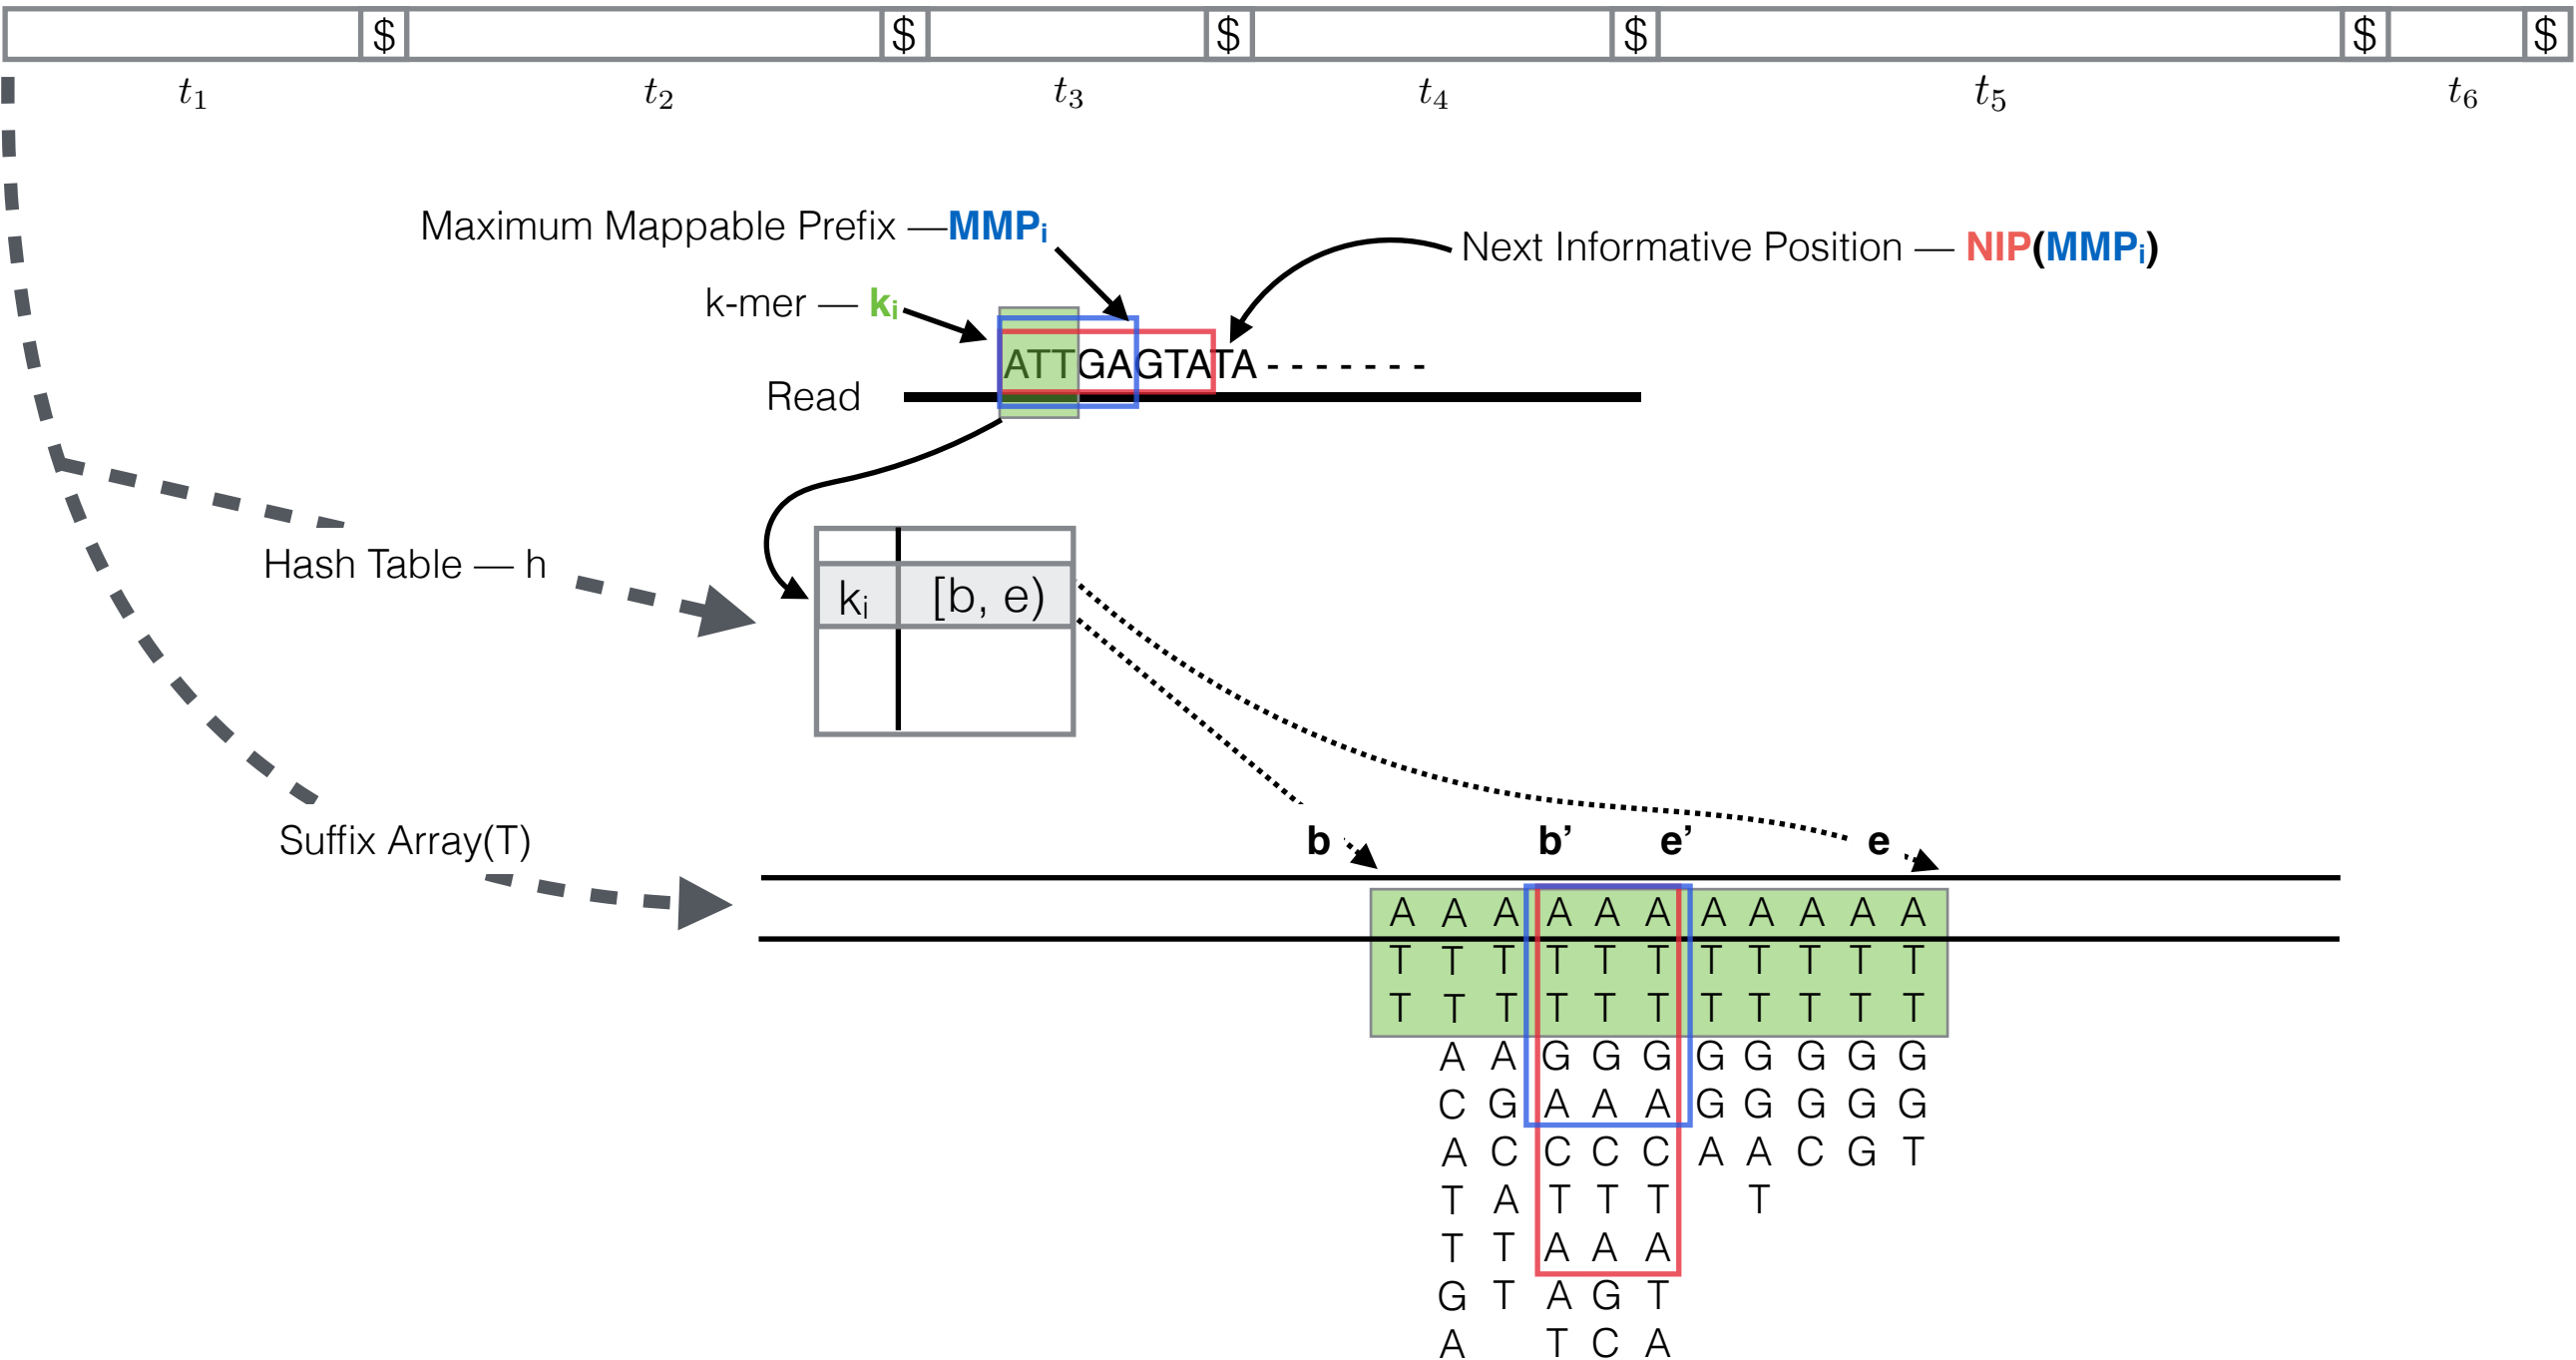 $ $ $ $ $ $
t1 t2 t3 t4 t5 t6
Maximum Mappable Prefix —MMPi
Next Informative Position — NIP(MMPi)
k-mer — ki
ATTGAGTATA - - - - - - -
Read
Hash Table — h
ki [b, e)
Suffix Array(T)
b b’ e’ e
A A A A A A A A A A A
T T T T T T T T T T T
T T T T T T T T T T T
A A G G G G G G G G
C G A A A G G G G G
A C C C C A A C G T
T A T T T T
T T A A A
G T A G T
A T C A